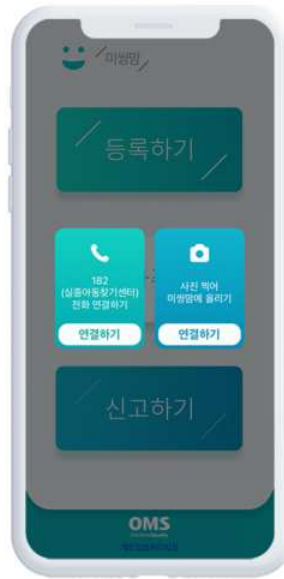 미씽맘
등록하기
182
(실종아동찾기센터)
전화 연결하기
연결하기
사진 찍어
미씽맘에 올리기
연결하기
신고하기
OMS